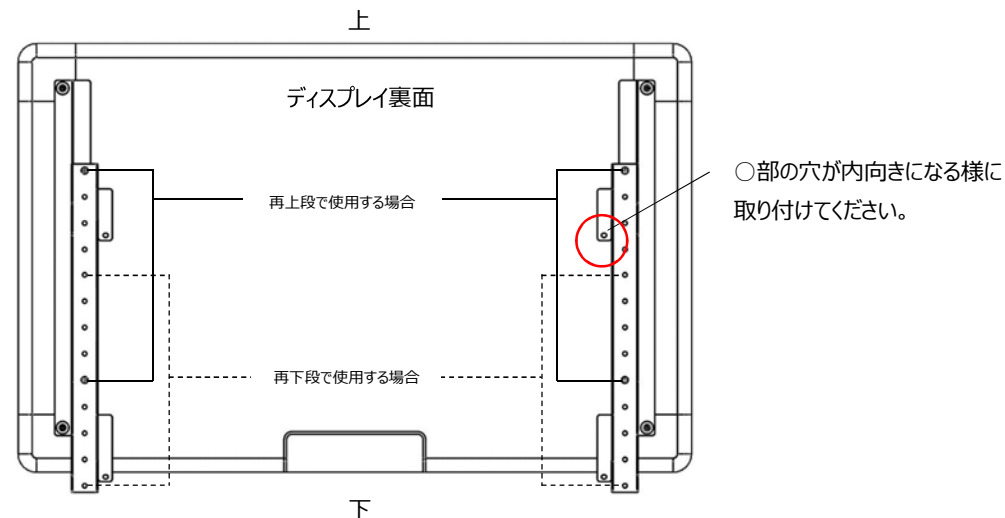 上
ディスプレイ裏面
○部の穴が内向きになる様に
取り付けてください。
再上段で使用する場合
再下段で使用する場合
下